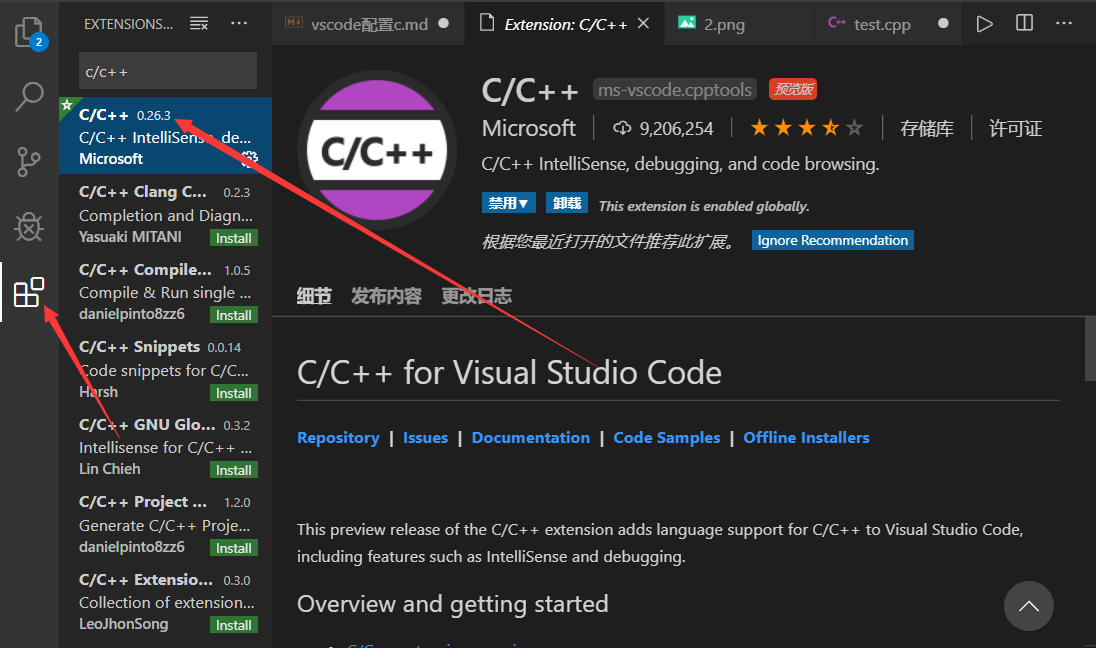 EXTENSIONS...
vscode配置c.md
Extension: C/C++
2.png
C++ test.cpp
2
c/c++
C/C++ 0.26.3
C/C++ IntelliSense, de...
Microsoft
C/C++ Clang C... 0.2.3
Completion and Diagn...
Yasuaki MITANI Install
C/C++ Compile... 1.0.5
Compile & Run single ...
danielpinto8zz6 Install
C/C++ Snippets 0.0.14
Code snippets for C/C...
Harsh Install
C/C++ GNU Glo... 0.3.2
Intellisense for C/C++ ...
Lin Chieh Install
C/C++ Project ... 1.2.0
Generate C/C++ Proje...
danielpinto8zz6 Install
C/C++ Extensio... 0.3.0
Collection of extension...
LeoJhonSong Install
C/C++
C/C++ ms-vscode.cpptools 预览版
Microsoft 9,206,254 存储库 许可证
C/C++ IntelliSense, debugging, and code browsing.
禁用▼ 卸载 This extension is enabled globally.
根据您最近打开的文件推荐此扩展。 Ignore Recommendation
细节 发布内容 更改日志
C/C++ for Visual Studio Code
Repository | Issues | Documentation | Code Samples | Offline Installers
This preview release of the C/C++ extension adds language support for C/C++ to Visual Studio Code,
including features such as IntelliSense and debugging.
Overview and getting started